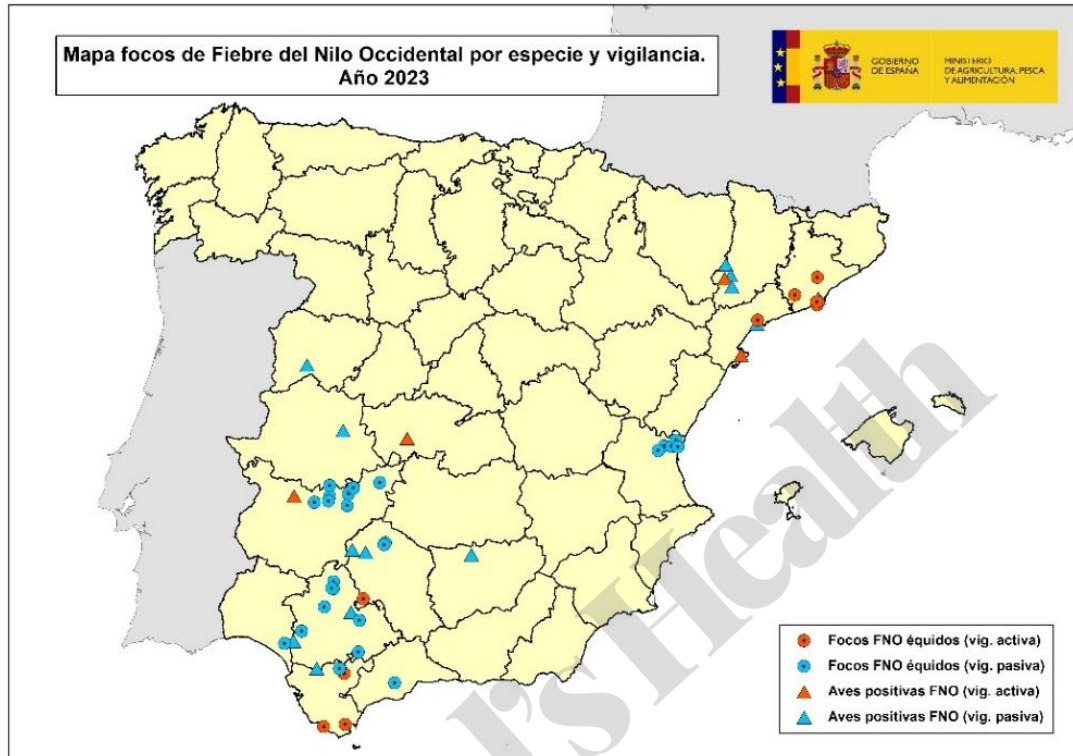 Mapa focos de Fiebre del Nilo Occidental por especie y vigilancia.
Año 2023
GOBIERNO
DE ESPAÑA
MINISTERIO
DE AGRICULTURA, PESCA
Y ALIMENTACIÓN
Focos FNO équidos (vig. activa)
Focos FNO équidos (vig. pasiva)
Aves positivas FNO (vig. activa)
Aves positivas FNO (vig. pasiva)
l's Health